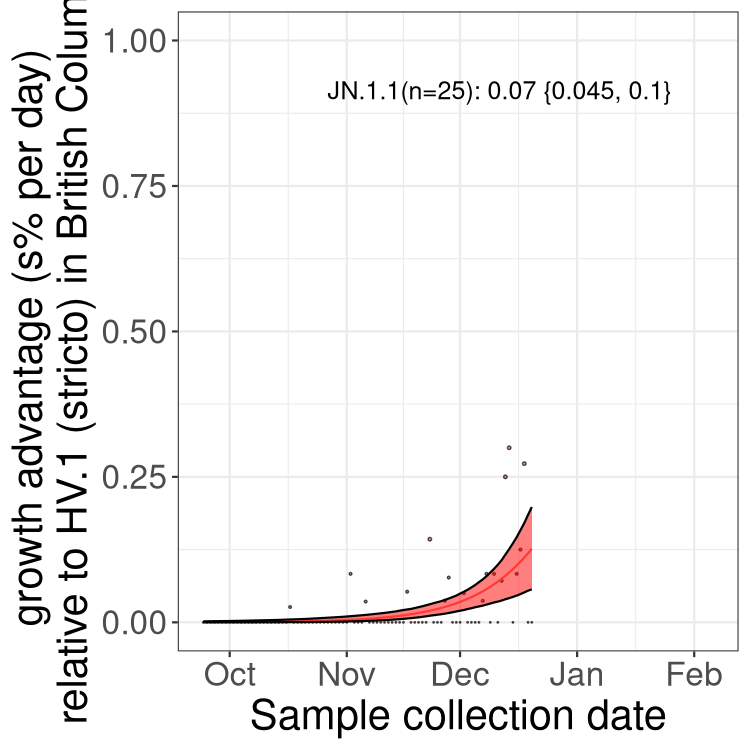 growth advantage (s% per day)
relative to HV.1 (stricto) in British Colum
1.00
0.75
0.50
0.25
0.00
JN.1.1(n=25): 0.07 {0.045, 0.1}
Oct Nov Dec Jan Feb
Sample collection date